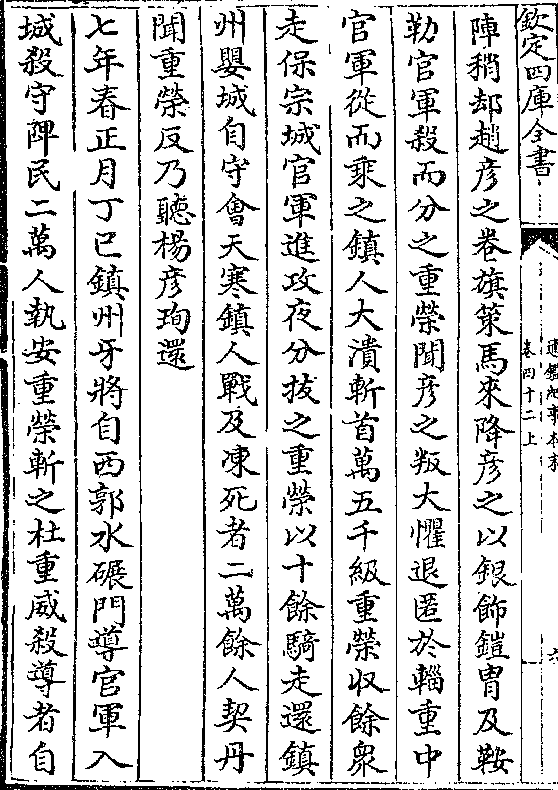 欽定四庫全書
通鑑紀事本末
卷四十二上
陣稍却趙彦之卷旗策馬來降彦之以銀飾鎧胄及鞍
勒官軍殺而分之重榮聞彦之叛大懼退匿於輜重中
官軍從而乘之鎮人大潰斬首萬五千級重榮収餘衆
走保宗城官軍進攻夜分拔之重榮以十餘騎走還鎮
州嬰城自守會天寒鎮人戰及凍死者二萬餘人契丹
聞重榮反乃聽楊彦珣還
七年春正月丁巳鎮州牙將自西郭水碾門導官軍入
城殺守陴民二萬人執安重榮斬之杜重威殺導者自